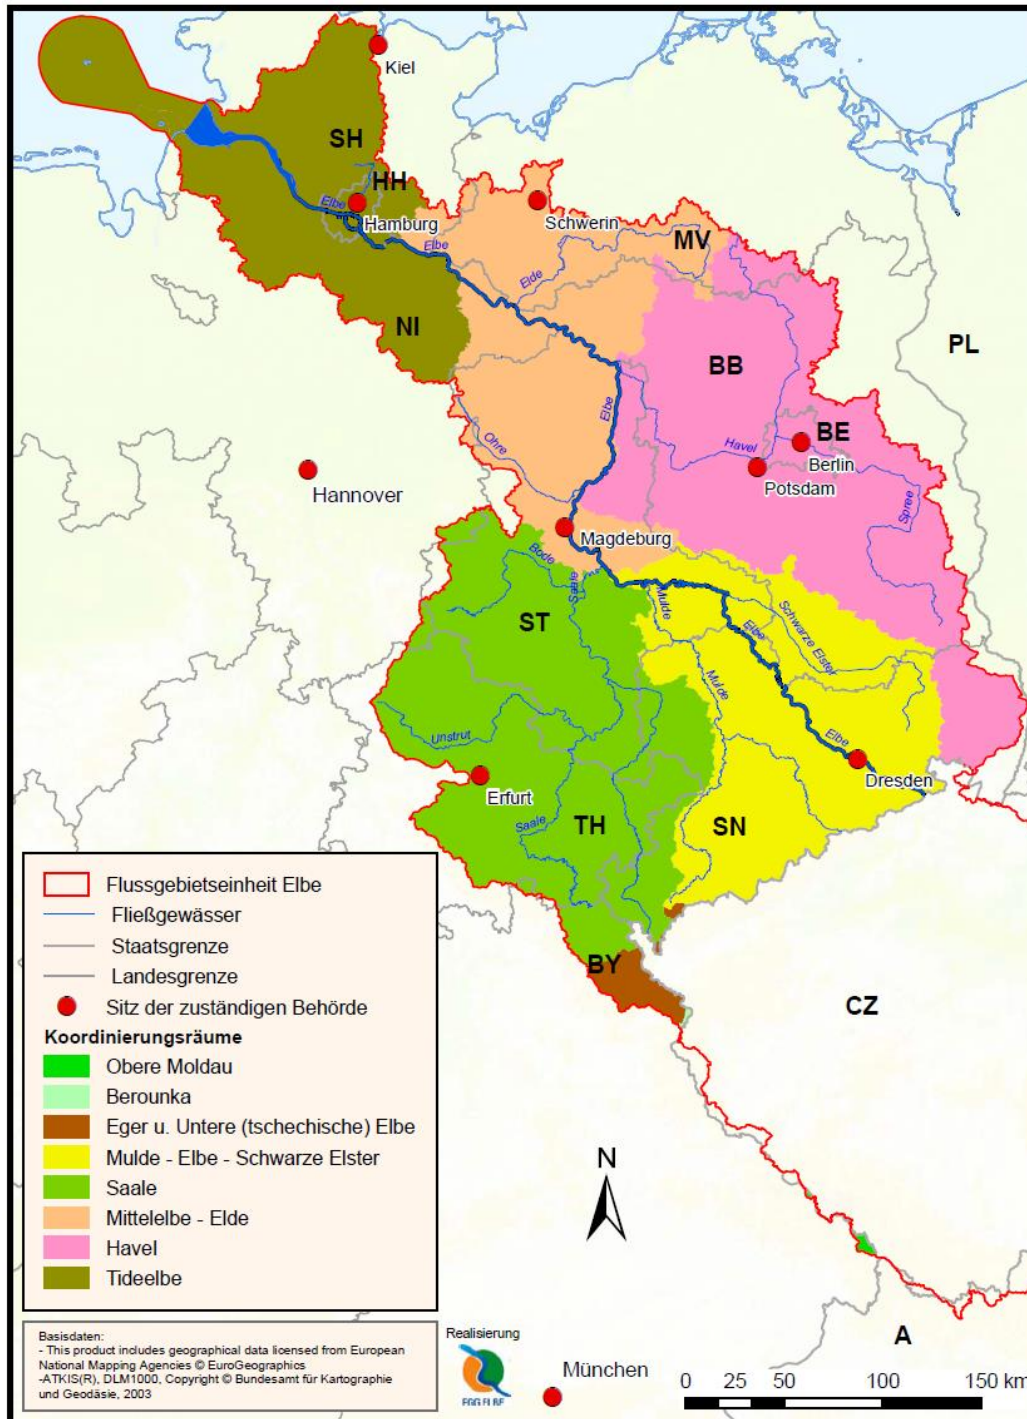 Kiel
SH
HH
Elbe
Hamburg
Schwerin
MV
Elbe
Elde
NI
PL
BB
Elbe
BE
Ohre
Havel
Berlin
Hannover
Potsdam
Spree
Magdeburg
Bode
Saale
Mulde
Schwarze Elster
ST
Elbe
Mulde
Unstrut
Elbe
Dresden
Erfurt
Saale
TH
SN
BY
CZ
Flussgebietseinheit Elbe
Fließgewässer
Staatsgrenze
Landesgrenze
Sitz der zuständigen Behörde
Koordinierungsräume
Obere Moldau
Berounka
Eger u. Untere (tschechische) Elbe
Mulde - Elbe - Schwarze Elster
Saale
Mittelelbe - Elde
Havel
Tideelbe
N
A
Basisdaten:
- This product includes geographical data licensed from European
National Mapping Agencies © EuroGeographics
-ATKIS(R), DLM1000, Copyright © Bundesamt für Kartographie
und Geodäsie, 2003
Realisierung
FGG ELBE
München
0 25 50 100 150 km